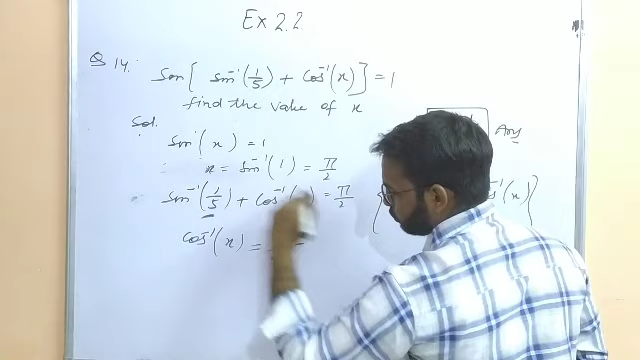 Ex 2.2
Q 14. Sin[ sin⁻¹(1/5) + Cos⁻¹(x) ] = 1
find the value of x
Sol.
Ans
Sin⁻¹(x) = 1
x = sin⁻¹(1) = π/2
sin⁻¹(1/5) + Cos⁻¹( ) = π/2
s⁻¹(x) }
Cos⁻¹(x) =